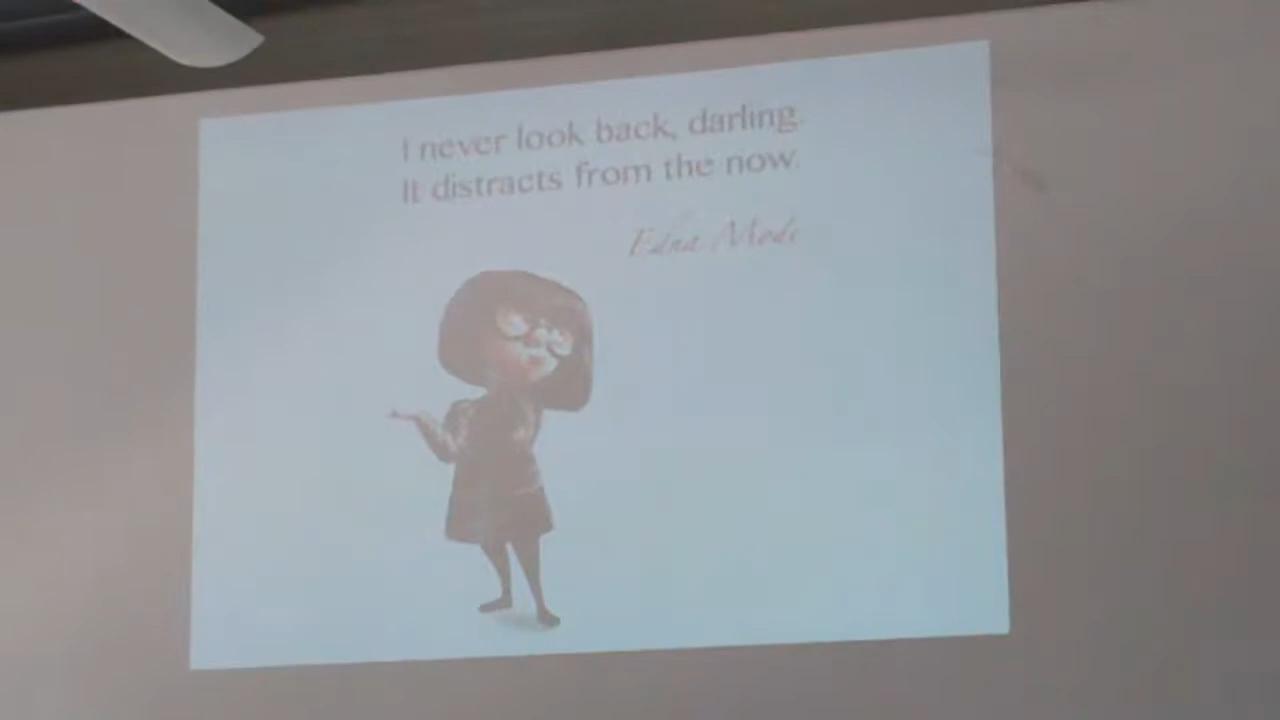 I never look back, darling.
It distracts from the now.
Edna Mode